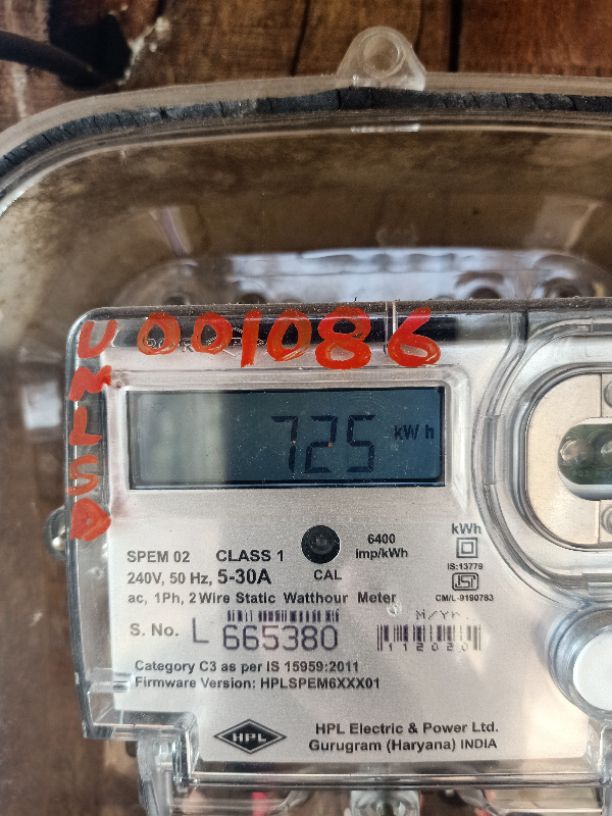 001086
UNLSD
725 kW h
6400
imp/kWh
kWh
SPEM 02 CLASS 1
240V, 50 Hz, 5-30A
CAL
IS:13779
CM/L-9190783
ac, 1Ph, 2 Wire Static Watthour Meter
M/Yr.
S. No. L 665380
112020
Category C3 as per IS 15959:2011
Firmware Version: HPLSPEM6XXX01
HPL
HPL Electric & Power Ltd.
Gurugram (Haryana) INDIA